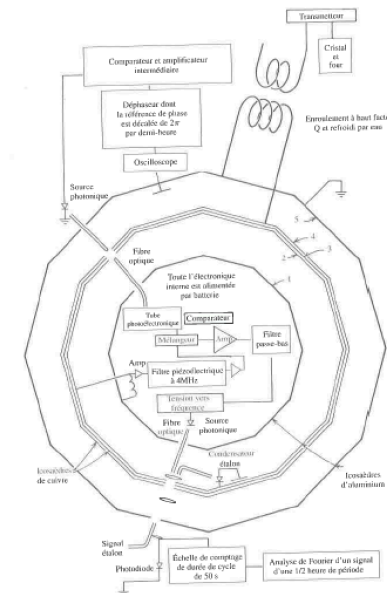 Transmetteur
Cristal
et
four
Comparateur et amplificateur
intermédiaire
Déphaseur dont
la référence de phase
est décalée de 2π
par demi-heure
Oscilloscope
Enroulement à haut facteur
Q et refroidi par eau
Source
photonique
Fibre
optique
5
4
2
3
1
Toute l'électronique
interne est alimentée
par batterie
Tube
photoélectronique
Comparateur
Mélangeur
Amp.
Filtre
passe-bas
Amp.
Filtre piézoélectrique
à 4MHz
Tension vers
fréquence
Fibre
optique
Source
photonique
Condensateur
étalon
Icosaèdres
de cuivre
Icosaèdres
d'aluminium
Signal
étalon
Photodiode
Échelle de comptage
de durée de cycle
de 50 s
Analyse de Fourier d'un signal
d'une 1/2 heure de période